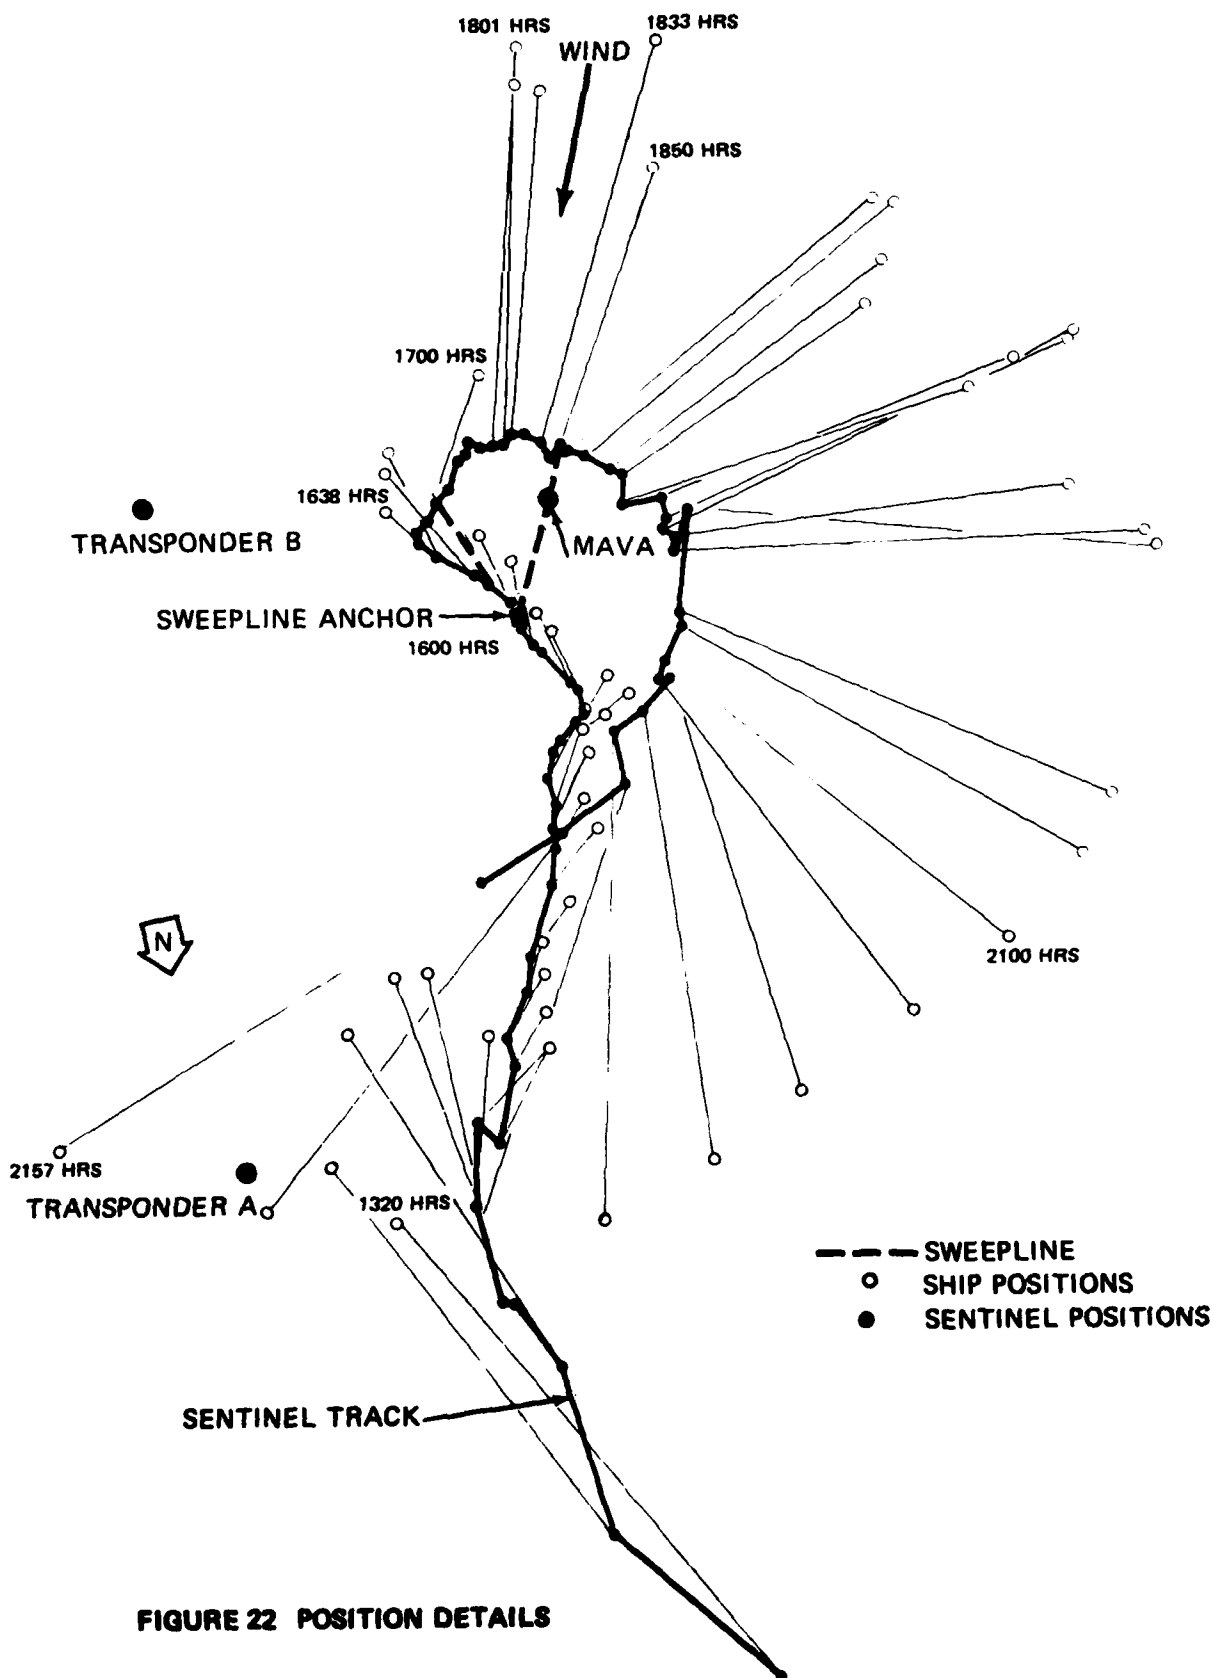 1801 HRS
1833 HRS
WIND
1850 HRS
1700 HRS
1638 HRS
TRANSPONDER B
MAVA
SWEEPLINE ANCHOR
1600 HRS
N
2100 HRS
2157 HRS
TRANSPONDER A
1320 HRS
SWEEPLINE
SHIP POSITIONS
SENTINEL POSITIONS
SENTINEL TRACK
FIGURE 22 POSITION DETAILS